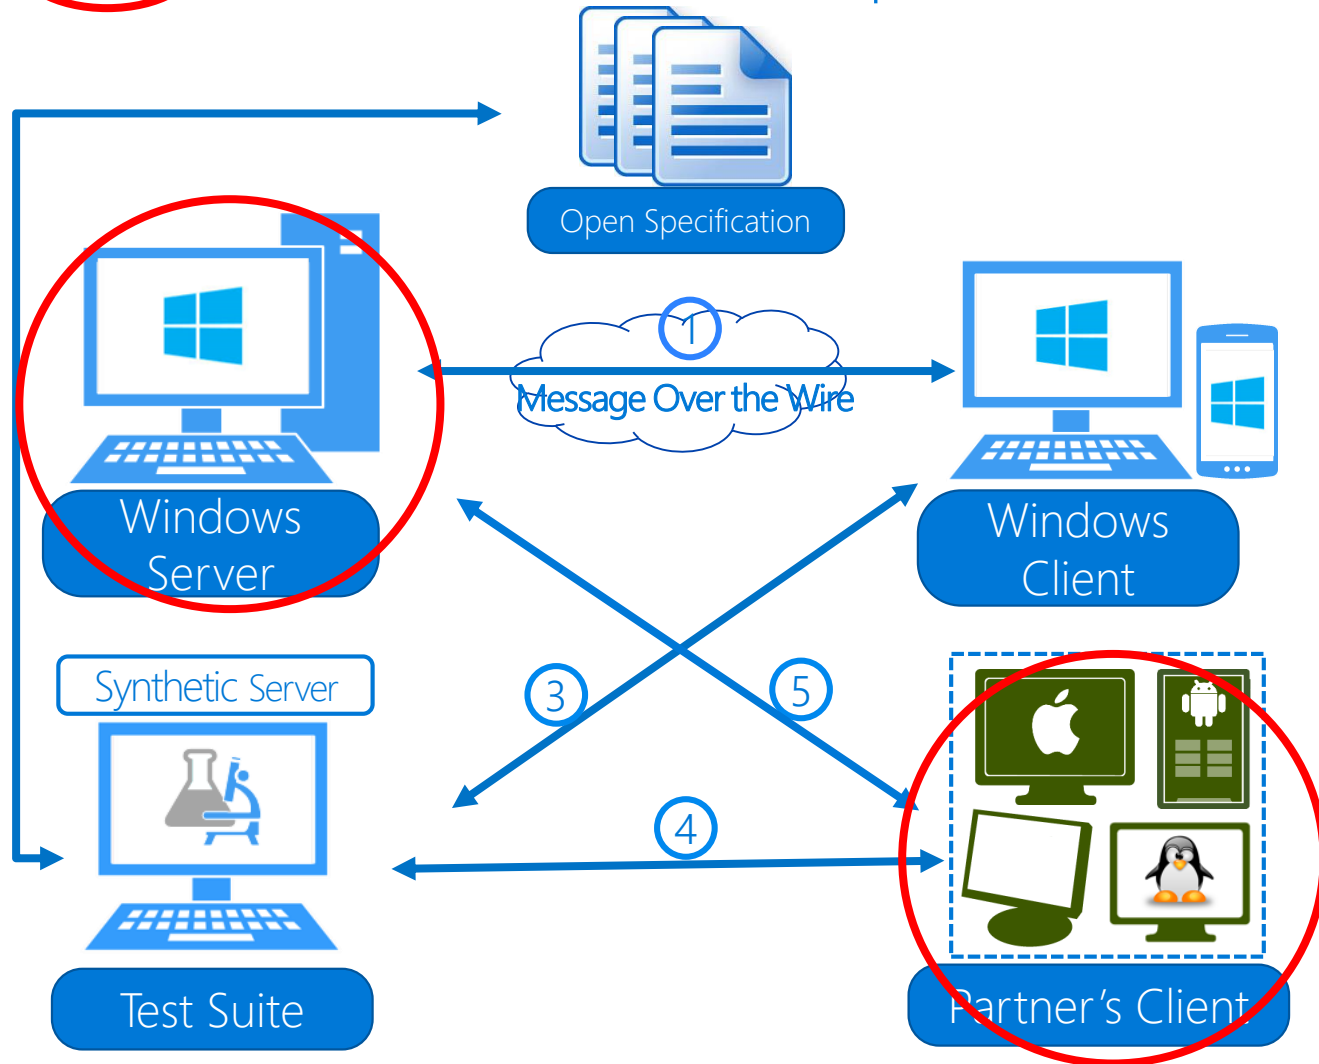 Open Specification
1
Message Over the Wire
Windows
Server
Windows
Client
Synthetic Server
3
5
4
Test Suite
Partner's Client